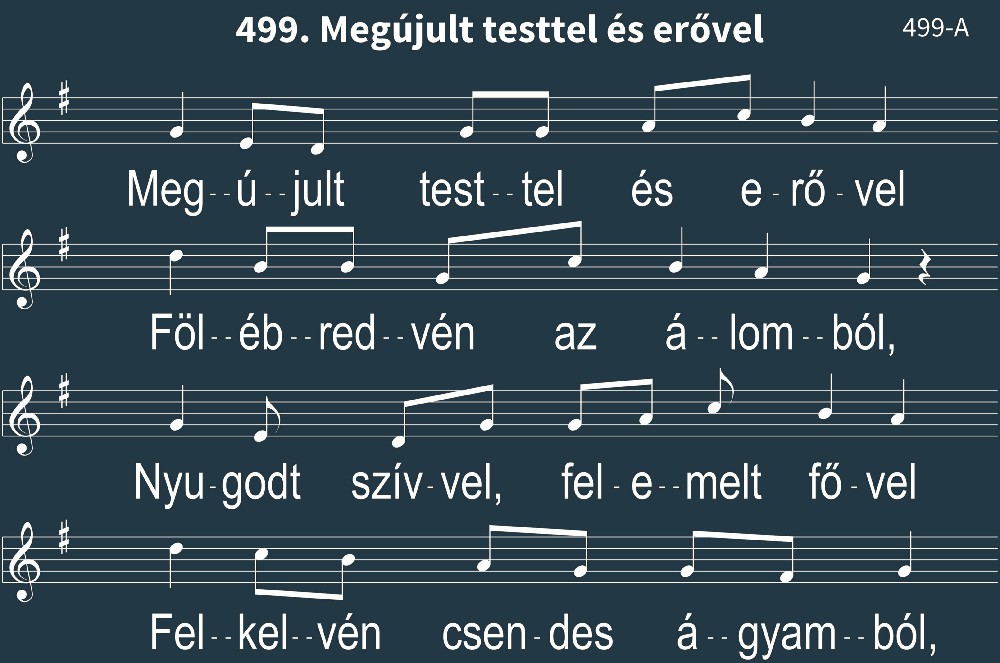 499. Megújult testtel és erővel
499-A
Meg--ú--jult test--tel és e-rő-vel
Föl--éb--red--vén az á--lom--ból,
Nyu-godt szív-vel, fel-e--melt fő-vel
Fel--kel--vén csen-des á--gyam--ból,